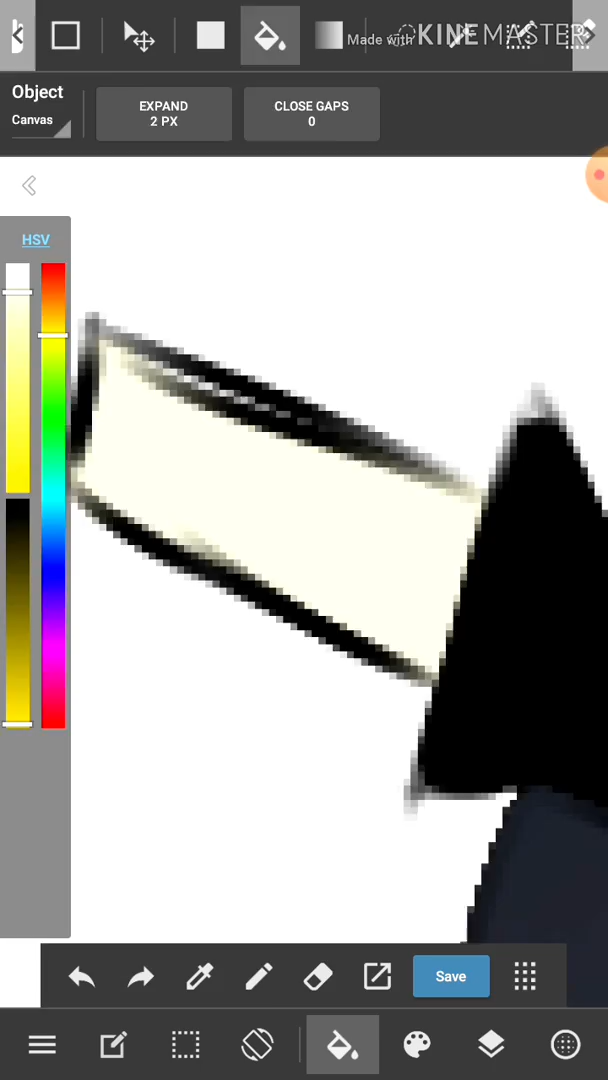 Made with KINEMASTER
Object
Canvas
EXPAND
2 PX
CLOSE GAPS
0
HSV
Save